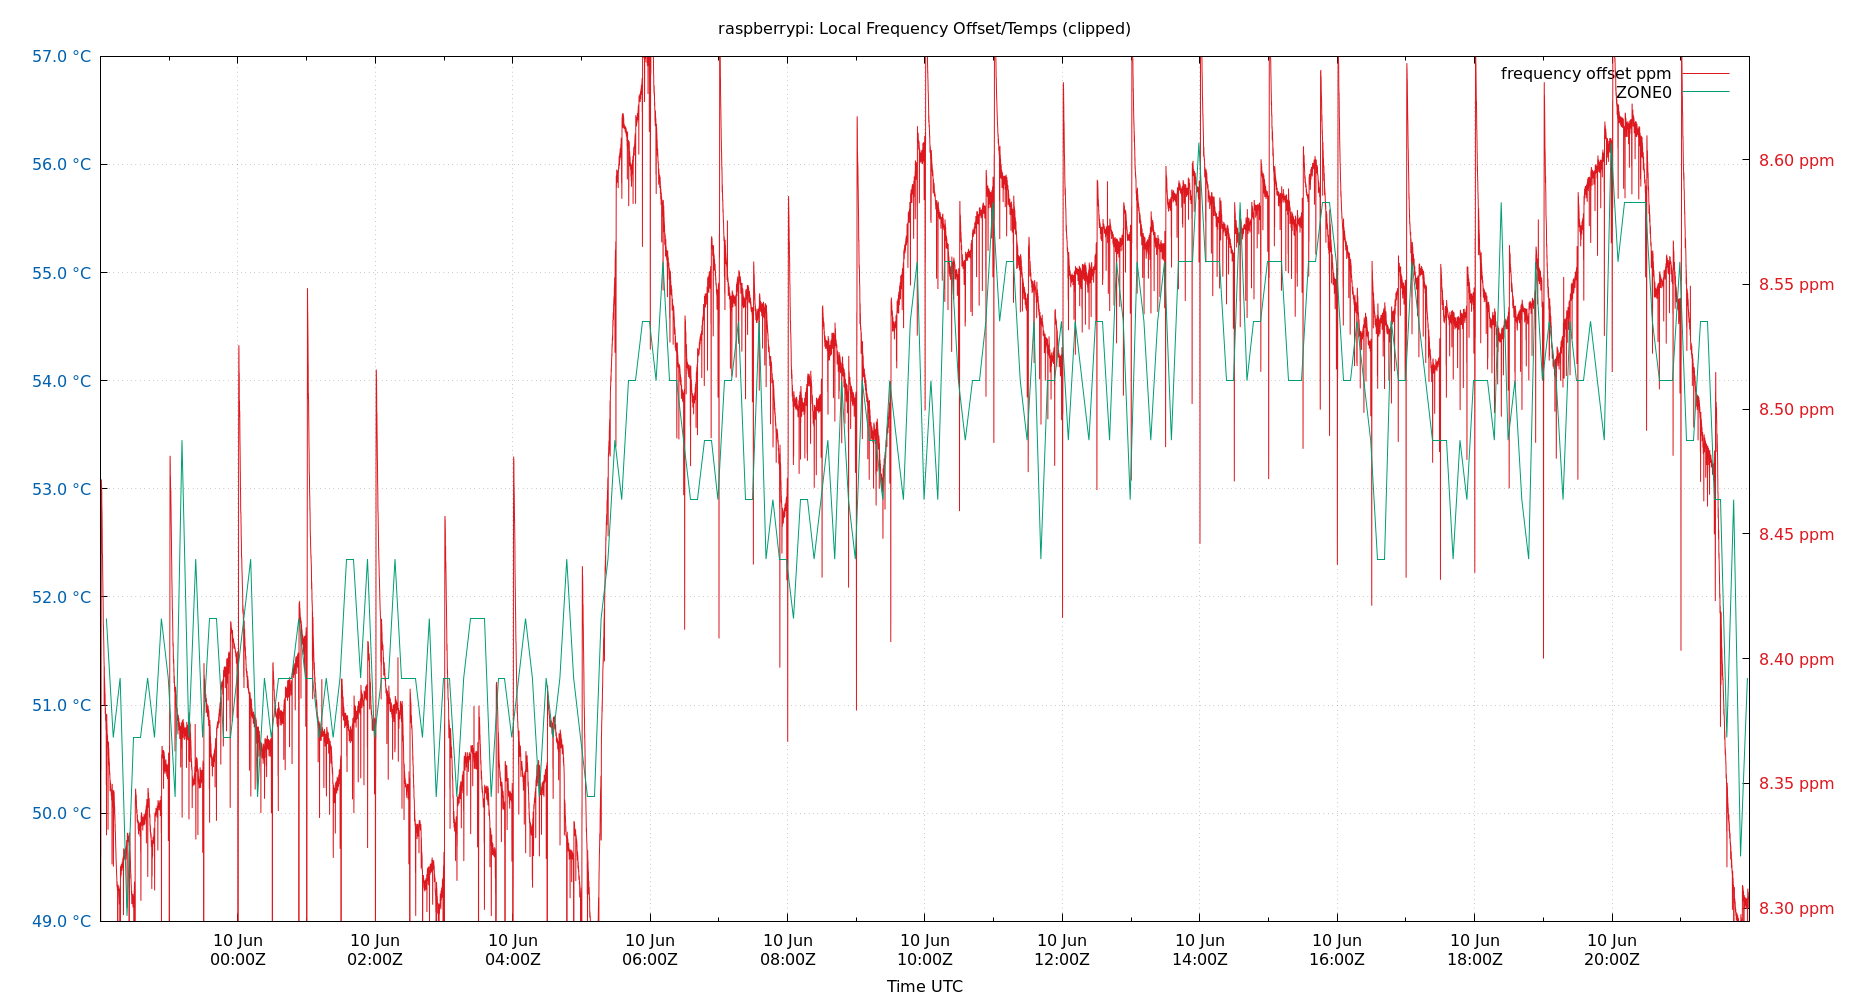 raspberrypi: Local Frequency Offset/Temps (clipped)
frequency offset ppm
ZONE0
57.0 °C
56.0 °C
55.0 °C
54.0 °C
53.0 °C
52.0 °C
51.0 °C
50.0 °C
49.0 °C
8.60 ppm
8.55 ppm
8.50 ppm
8.45 ppm
8.40 ppm
8.35 ppm
8.30 ppm
10 Jun
00:00Z
10 Jun
02:00Z
10 Jun
04:00Z
10 Jun
06:00Z
10 Jun
08:00Z
10 Jun
10:00Z
10 Jun
12:00Z
10 Jun
14:00Z
10 Jun
16:00Z
10 Jun
18:00Z
10 Jun
20:00Z
Time UTC